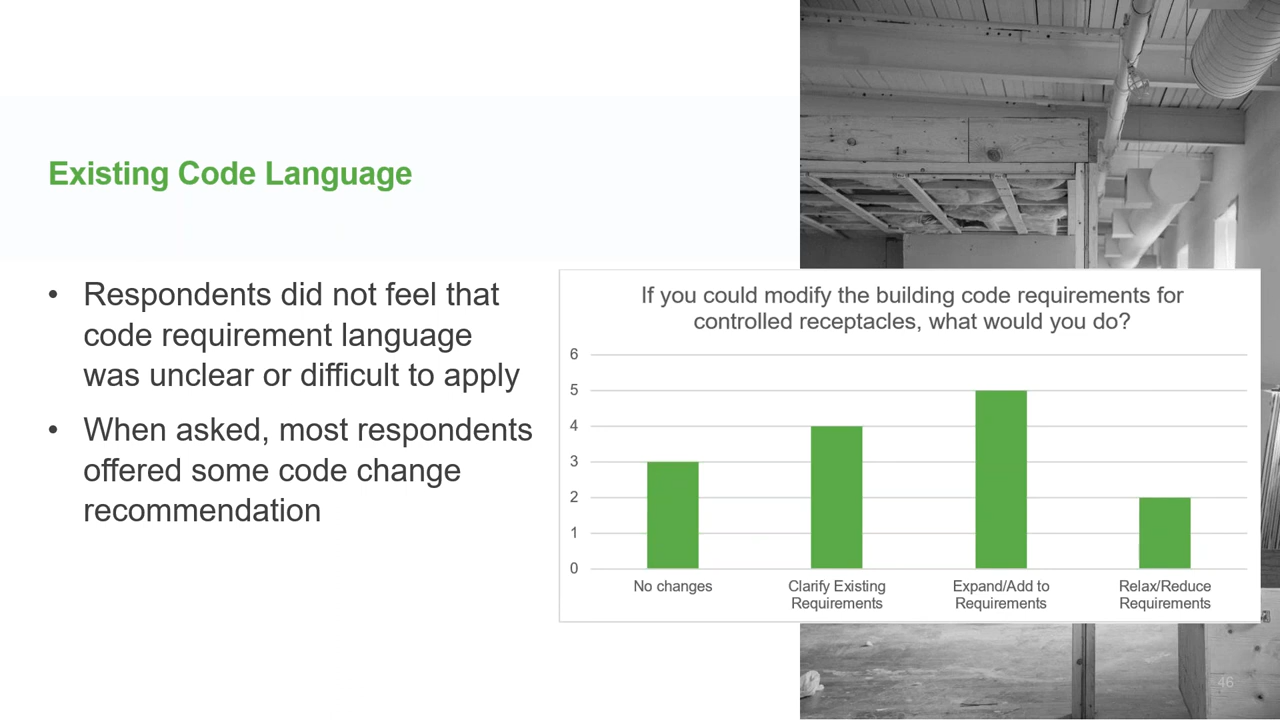 Existing Code Language
• Respondents did not feel that
code requirement language
was unclear or difficult to apply
• When asked, most respondents
offered some code change
recommendation
If you could modify the building code requirements for
controlled receptacles, what would you do?
6
5
4
3
2
1
0
No changes
Clarify Existing
Requirements
Expand/Add to
Requirements
Relax/Reduce
Requirements
46